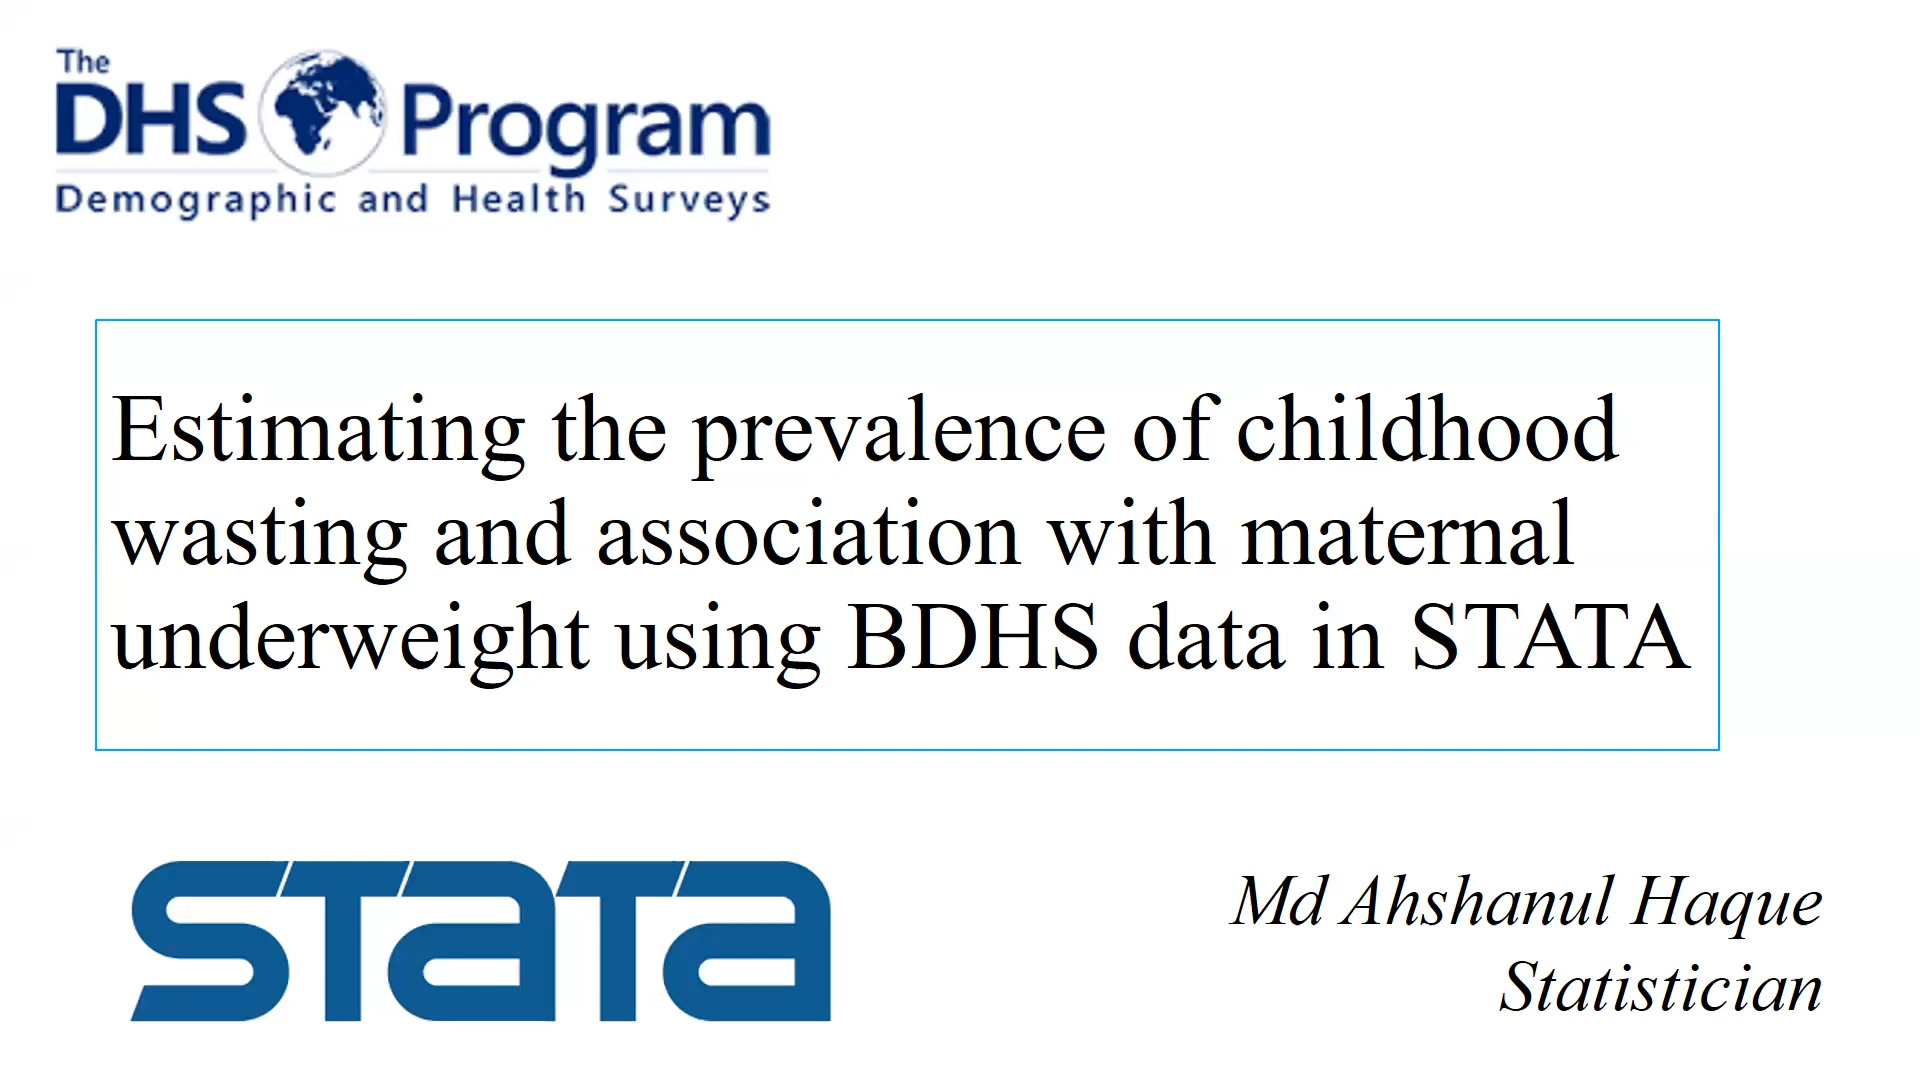 The
DHS Program
Demographic and Health Surveys
Estimating the prevalence of childhood
wasting and association with maternal
underweight using BDHS data in STATA
STATA
Md Ahshanul Haque
Statistician